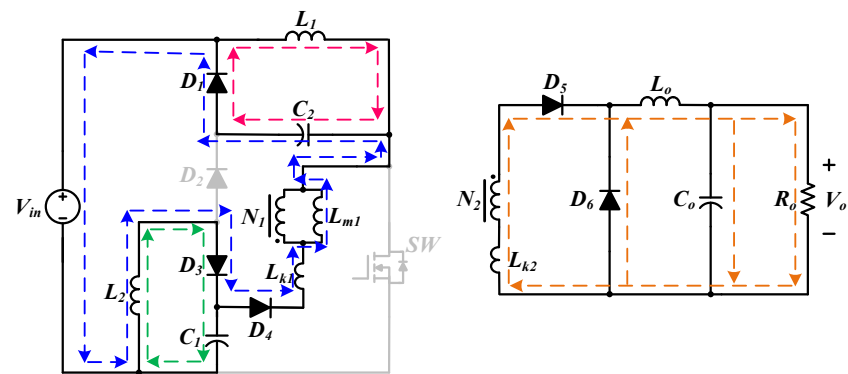 L1
D1
C2
D5
Lo
D2
Vin
+
−
N1
Lm1
N2
D6
Co
Ro
+
Vo
−
SW
D3
Lk1
Lk2
L2
D4
C1